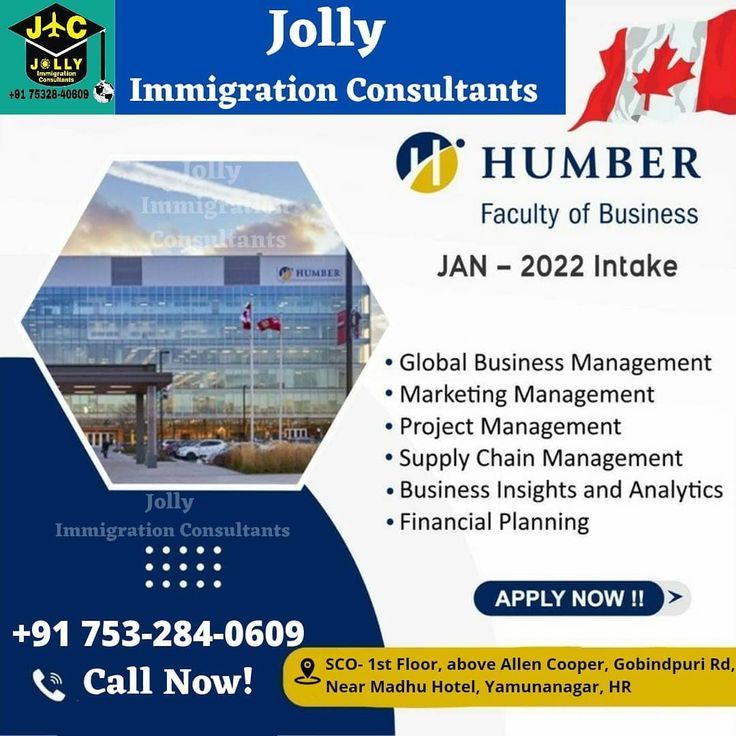 J C
JOLLY
Immigration
Consultants
+91 75328-40609
Jolly
Immigration Consultants
HUMBER
Faculty of Business
JAN – 2022 Intake
Jolly
Immigration
Consultants
HUMBER
• Global Business Management
• Marketing Management
• Project Management
• Supply Chain Management
• Business Insights and Analytics
• Financial Planning
Jolly
Immigration Consultants
APPLY NOW !!
+91 753-284-0609
Call Now!
SCO- 1st Floor, above Allen Cooper, Gobindpuri Rd,
Near Madhu Hotel, Yamunanagar, HR